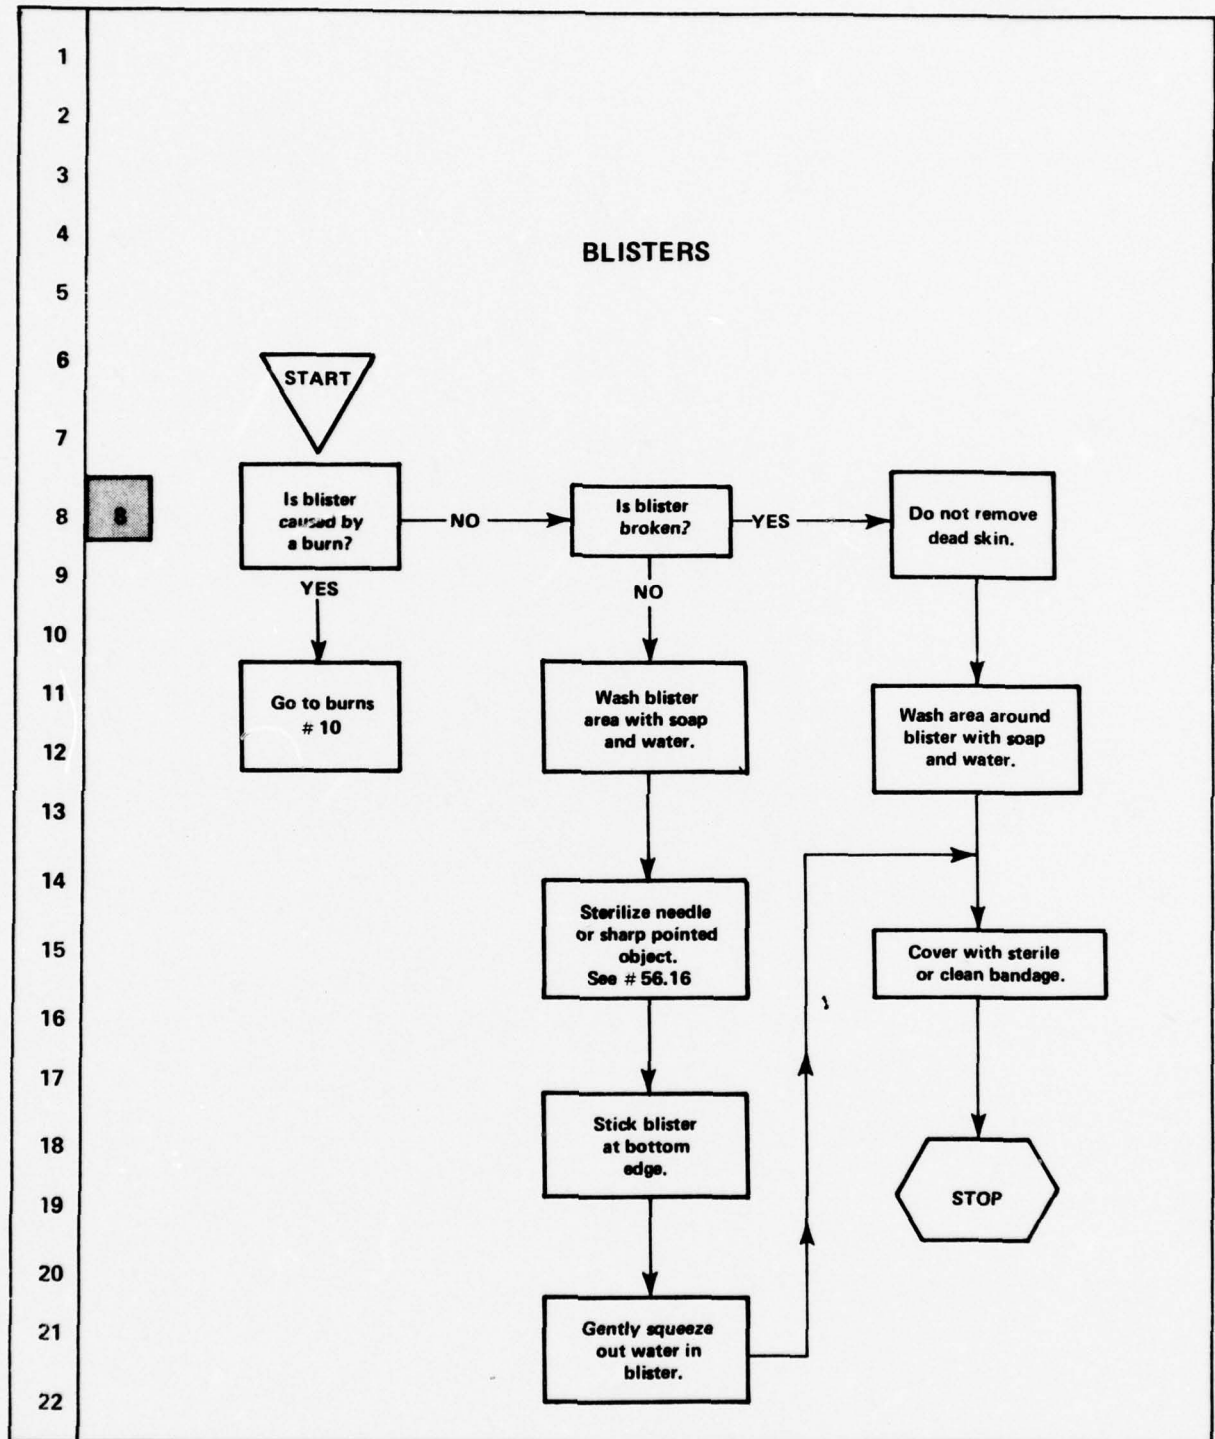 1
2
3
4
BLISTERS
5
6
START
7
8
8
Is blister
caused by
a burn?
NO
Is blister
broken?
YES
Do not remove
dead skin.
9
YES
NO
10
11
Go to burns
# 10
Wash blister
area with soap
and water.
Wash area around
blister with soap
and water.
12
13
14
Sterilize needle
or sharp pointed
object.
See # 56.16
15
Cover with sterile
or clean bandage.
16
17
18
Stick blister
at bottom
edge.
19
STOP
20
21
Gently squeeze
out water in
blister.
22